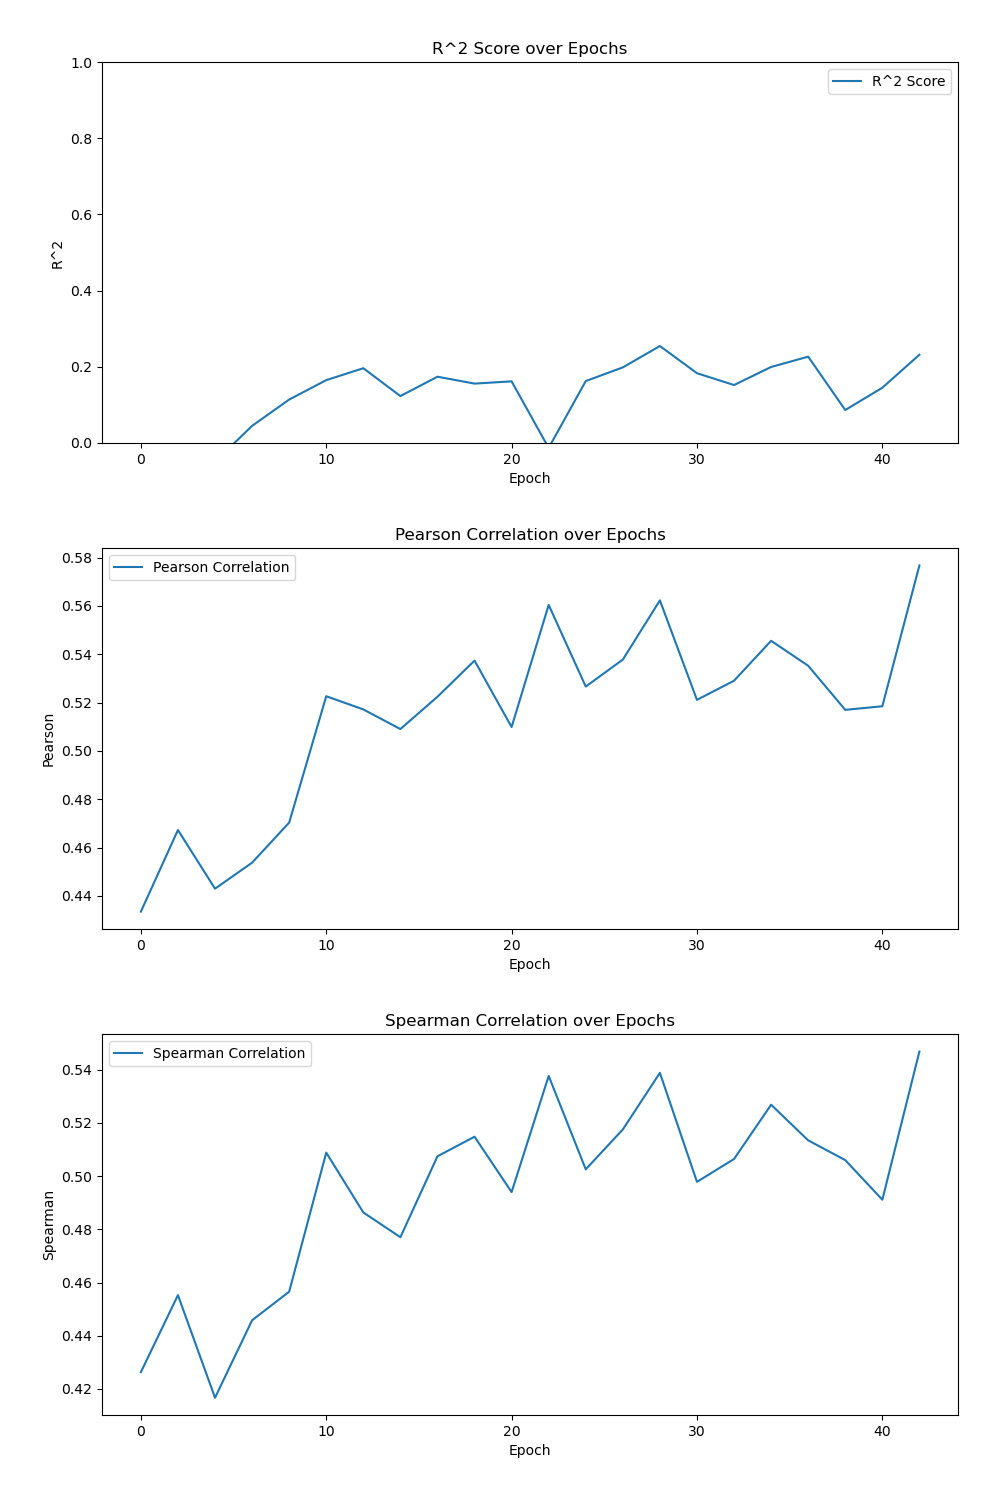 R^2 Score over Epochs
1.0
R^2 Score
0.8
0.6
R^2
0.4
0.2
0.0
0 10 20 30 40
Epoch
Pearson Correlation over Epochs
0.58
Pearson Correlation
0.56
0.54
0.52
Pearson
0.50
0.48
0.46
0.44
0 10 20 30 40
Epoch
Spearman Correlation over Epochs
Spearman Correlation
0.54
0.52
0.50
Spearman
0.48
0.46
0.44
0.42
0 10 20 30 40
Epoch